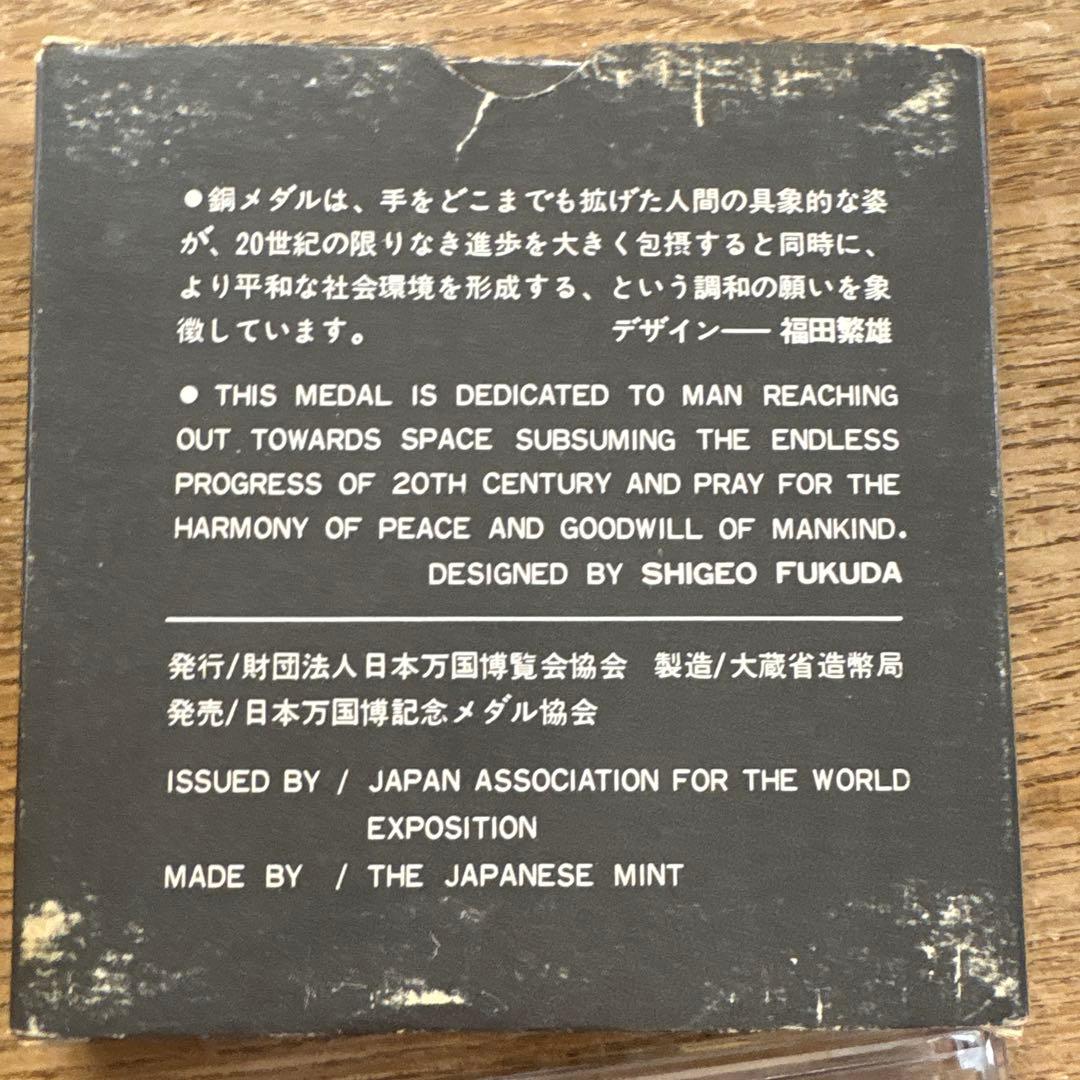 ●銅メダルは、手をどこまでも拡げた人間の具象的な姿
が、20世紀の限りなき進歩を大きく包摂すると同時に、
より平和な社会環境を形成する、という調和の願いを象
徴しています。 デザイン── 福田繁雄
● THIS MEDAL IS DEDICATED TO MAN REACHING
OUT TOWARDS SPACE SUBSUMING THE ENDLESS
PROGRESS OF 20TH CENTURY AND PRAY FOR THE
HARMONY OF PEACE AND GOODWILL OF MANKIND.
DESIGNED BY SHIGEO FUKUDA
発行/財団法人日本万国博覧会協会 製造/大蔵省造幣局
発売/日本万国博記念メダル協会
ISSUED BY / JAPAN ASSOCIATION FOR THE WORLD
EXPOSITION
MADE BY / THE JAPANESE MINT